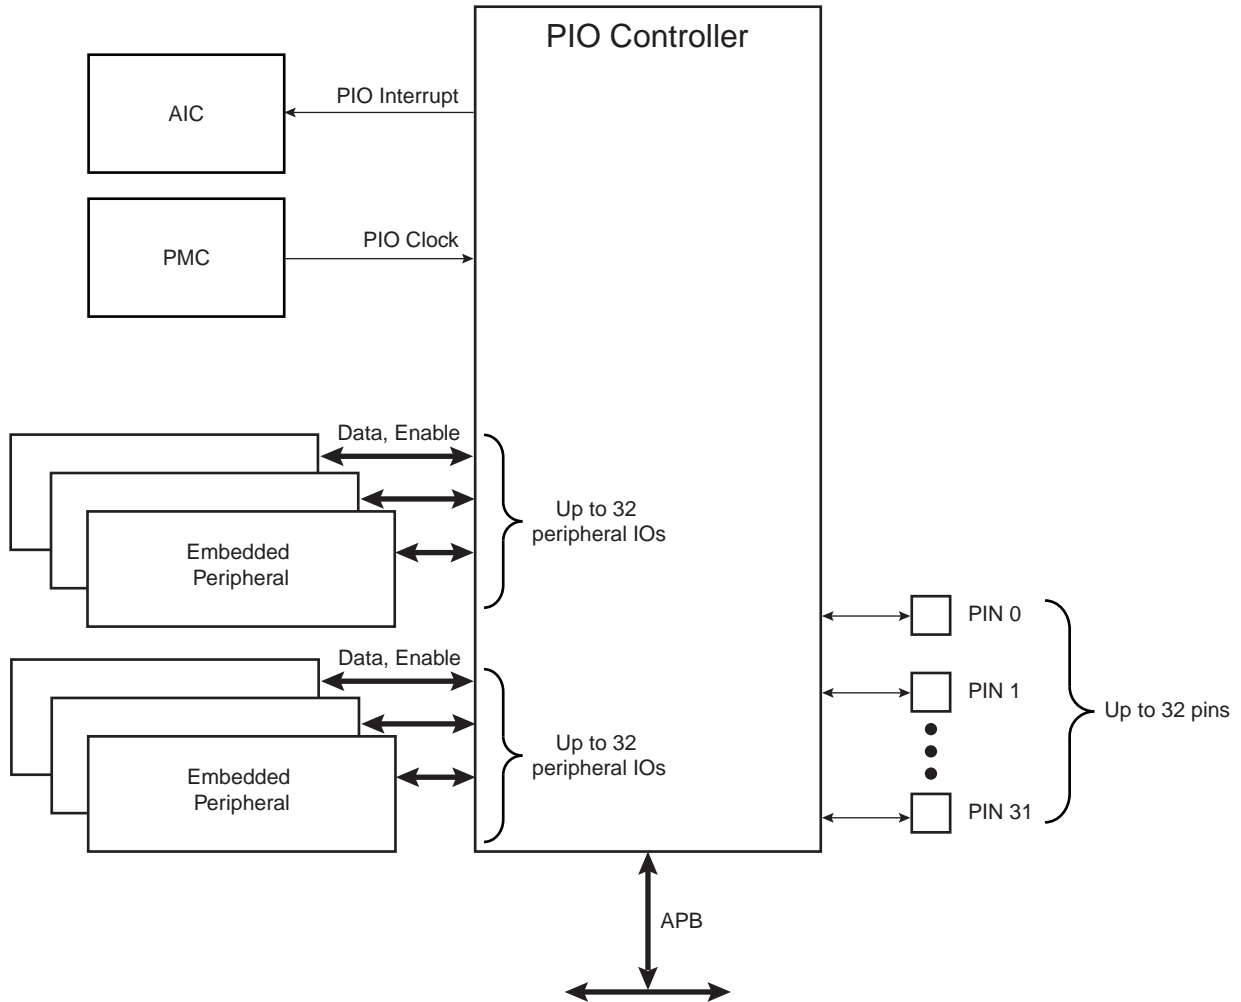 PIO Controller
PIO Interrupt
AIC
PIO Clock
PMC
Data, Enable
Up to 32
peripheral IOs
Embedded
Peripheral
PIN 0
Data, Enable
PIN 1
Up to 32 pins
Up to 32
peripheral IOs
Embedded
Peripheral
PIN 31
APB